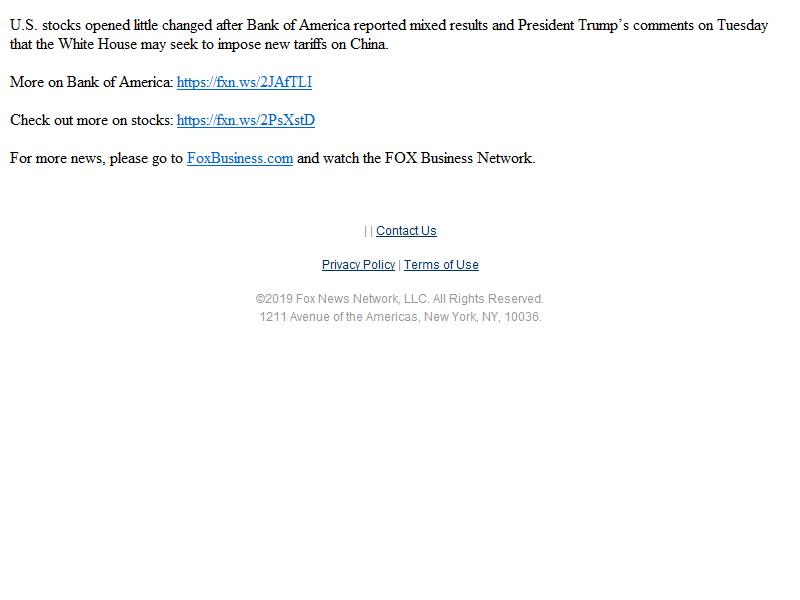 U.S. stocks opened little changed after Bank of America reported mixed results and President Trump’s comments on Tuesday
that the White House may seek to impose new tariffs on China.
More on Bank of America: https://fxn.ws/2JAfTLI
Check out more on stocks: https://fxn.ws/2PsXstD
For more news, please go to FoxBusiness.com and watch the FOX Business Network.
| | Contact Us
Privacy Policy | Terms of Use
©2019 Fox News Network, LLC. All Rights Reserved.
1211 Avenue of the Americas, New York, NY, 10036.